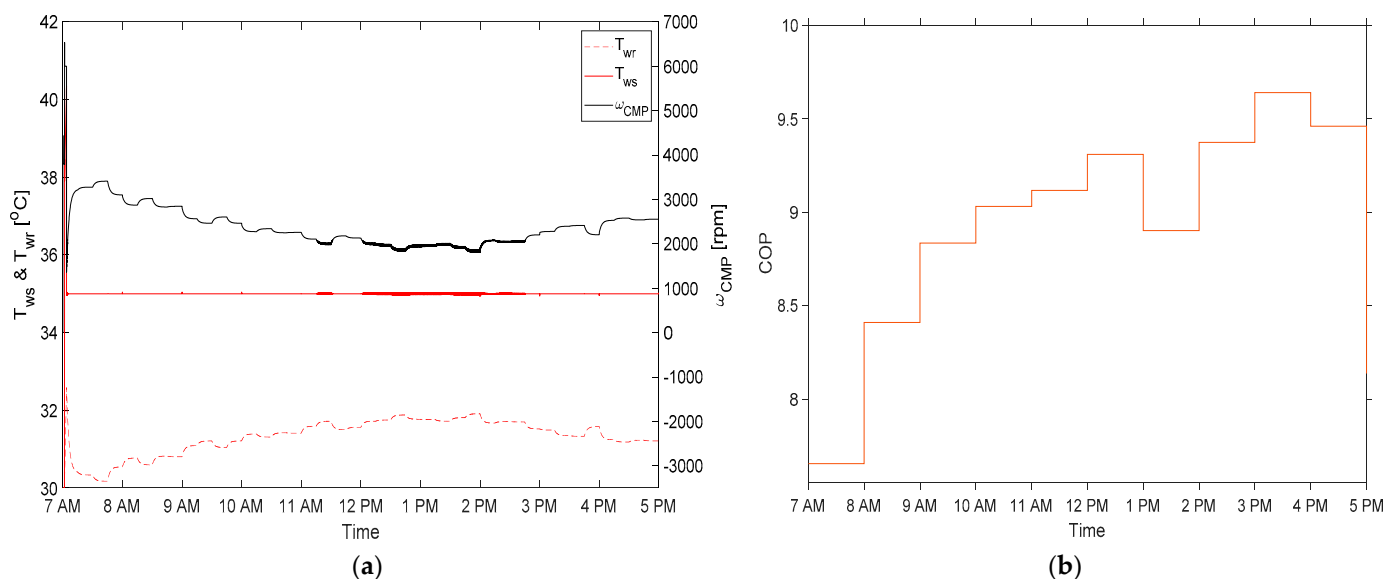 42
40
38
36
34
32
30
T_ws & T_wr [°C]
7000
6000
5000
4000
3000
2000
1000
0
-1000
-2000
-3000
ω_CMP [rpm]
T_wr
T_ws
ω_CMP
7 AM 8 AM 9 AM 10 AM 11 AM 12 PM 1 PM 2 PM 3 PM 4 PM 5 PM
Time
(a)
10
9.5
9
8.5
8
COP
7 AM 8 AM 9 AM 10 AM 11 AM 12 PM 1 PM 2 PM 3 PM 4 PM 5 PM
Time
(b)